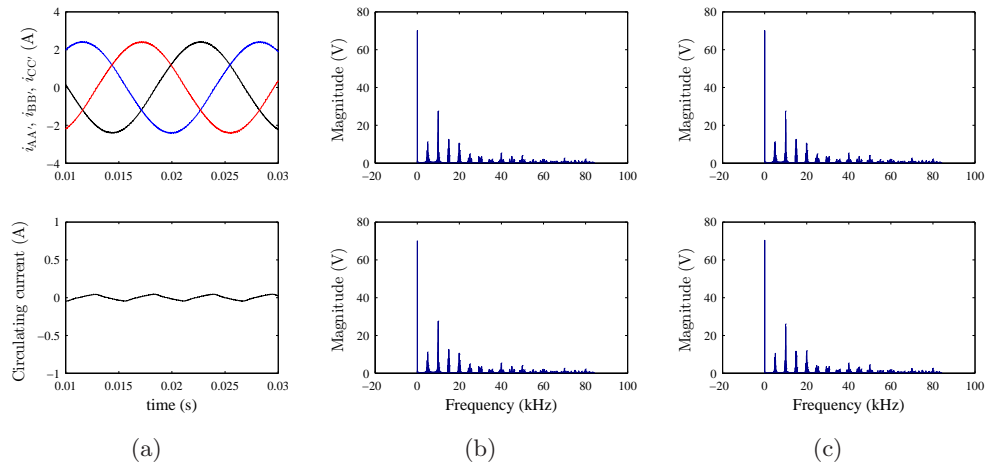 i_AA′, i_BB′, i_CC′ (A)
4
2
0
−2
−4
0.01 0.015 0.02 0.025 0.03
Magnitude (V)
80
60
40
20
0
−20 0 20 40 60 80 100
Magnitude (V)
80
60
40
20
0
−20 0 20 40 60 80 100
Circulating current (A)
1
0.5
0
−0.5
−1
0.01 0.015 0.02 0.025 0.03
time (s)
Magnitude (V)
80
60
40
20
0
−20 0 20 40 60 80 100
Frequency (kHz)
Magnitude (V)
80
60
40
20
0
−20 0 20 40 60 80 100
Frequency (kHz)
(a) (b) (c)